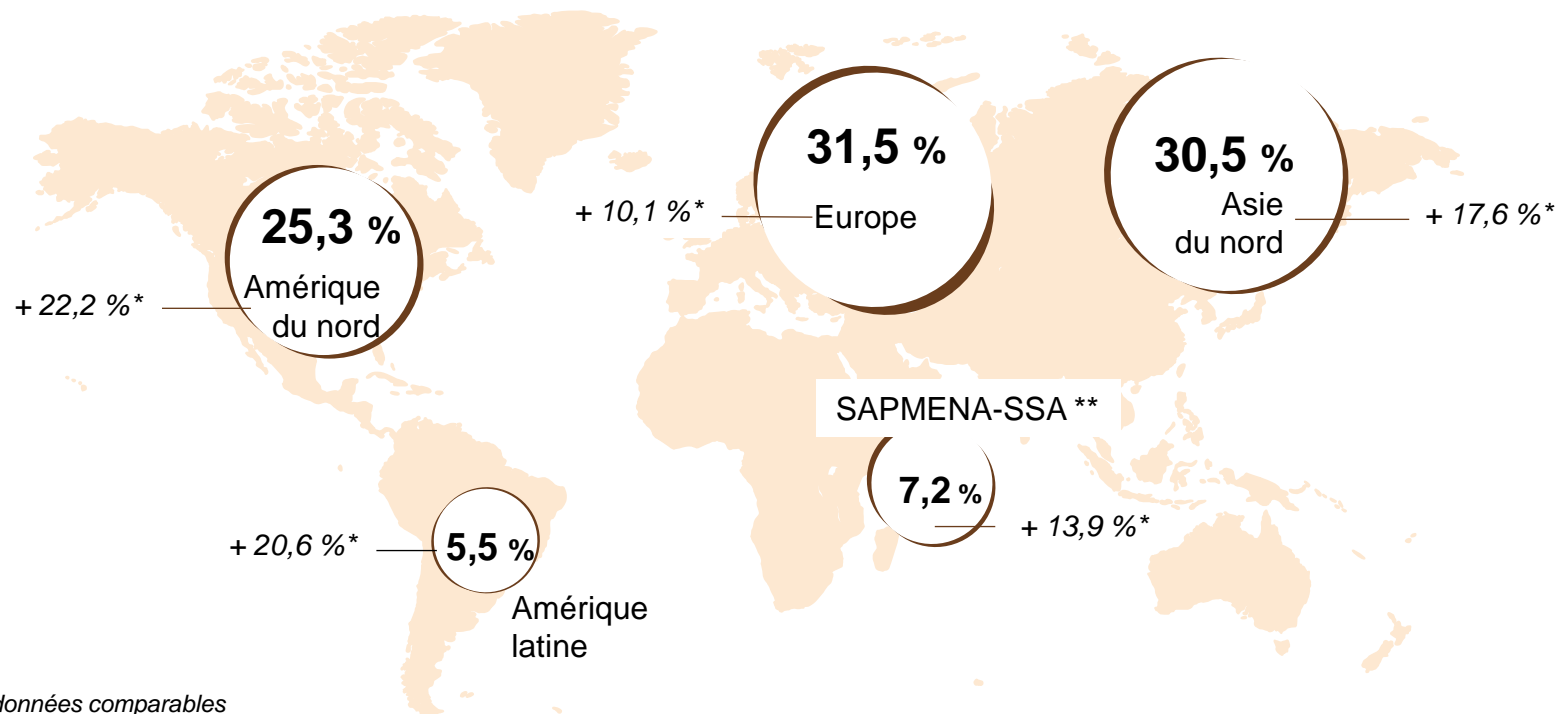 31,5 %
Europe
+ 10,1 %*
30,5 %
Asie
du nord
+ 17,6 %*
25,3 %
Amérique
du nord
+ 22,2 %*
SAPMENA-SSA **
7,2 %
+ 13,9 %*
5,5 %
+ 20,6 %*
Amérique
latine
données comparables